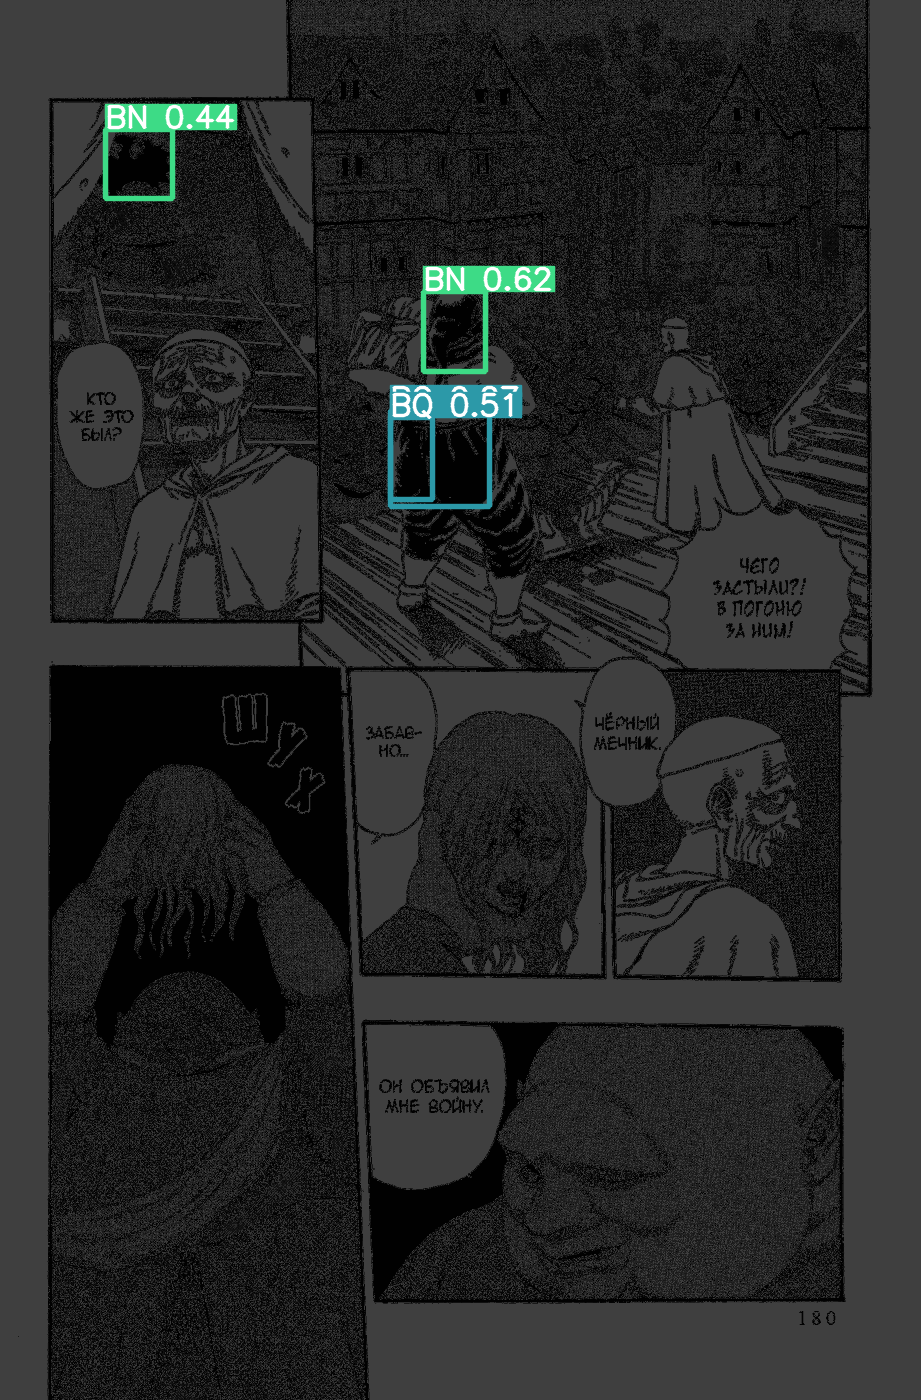 BN 0.44
BN 0.62
BQ 0.51
КТО
ЖЕ ЭТО
БЫЛ?
ЧЕГО
ЗАСТЫЛИ?!
В ПОГОНЮ
ЗА НИМ!
ШУХ
ЗАБАВ-
НО...
ЧЁРНЫЙ
МЕЧНИК.
ОН ОБЪЯВИЛ
МНЕ ВОЙНУ.
180